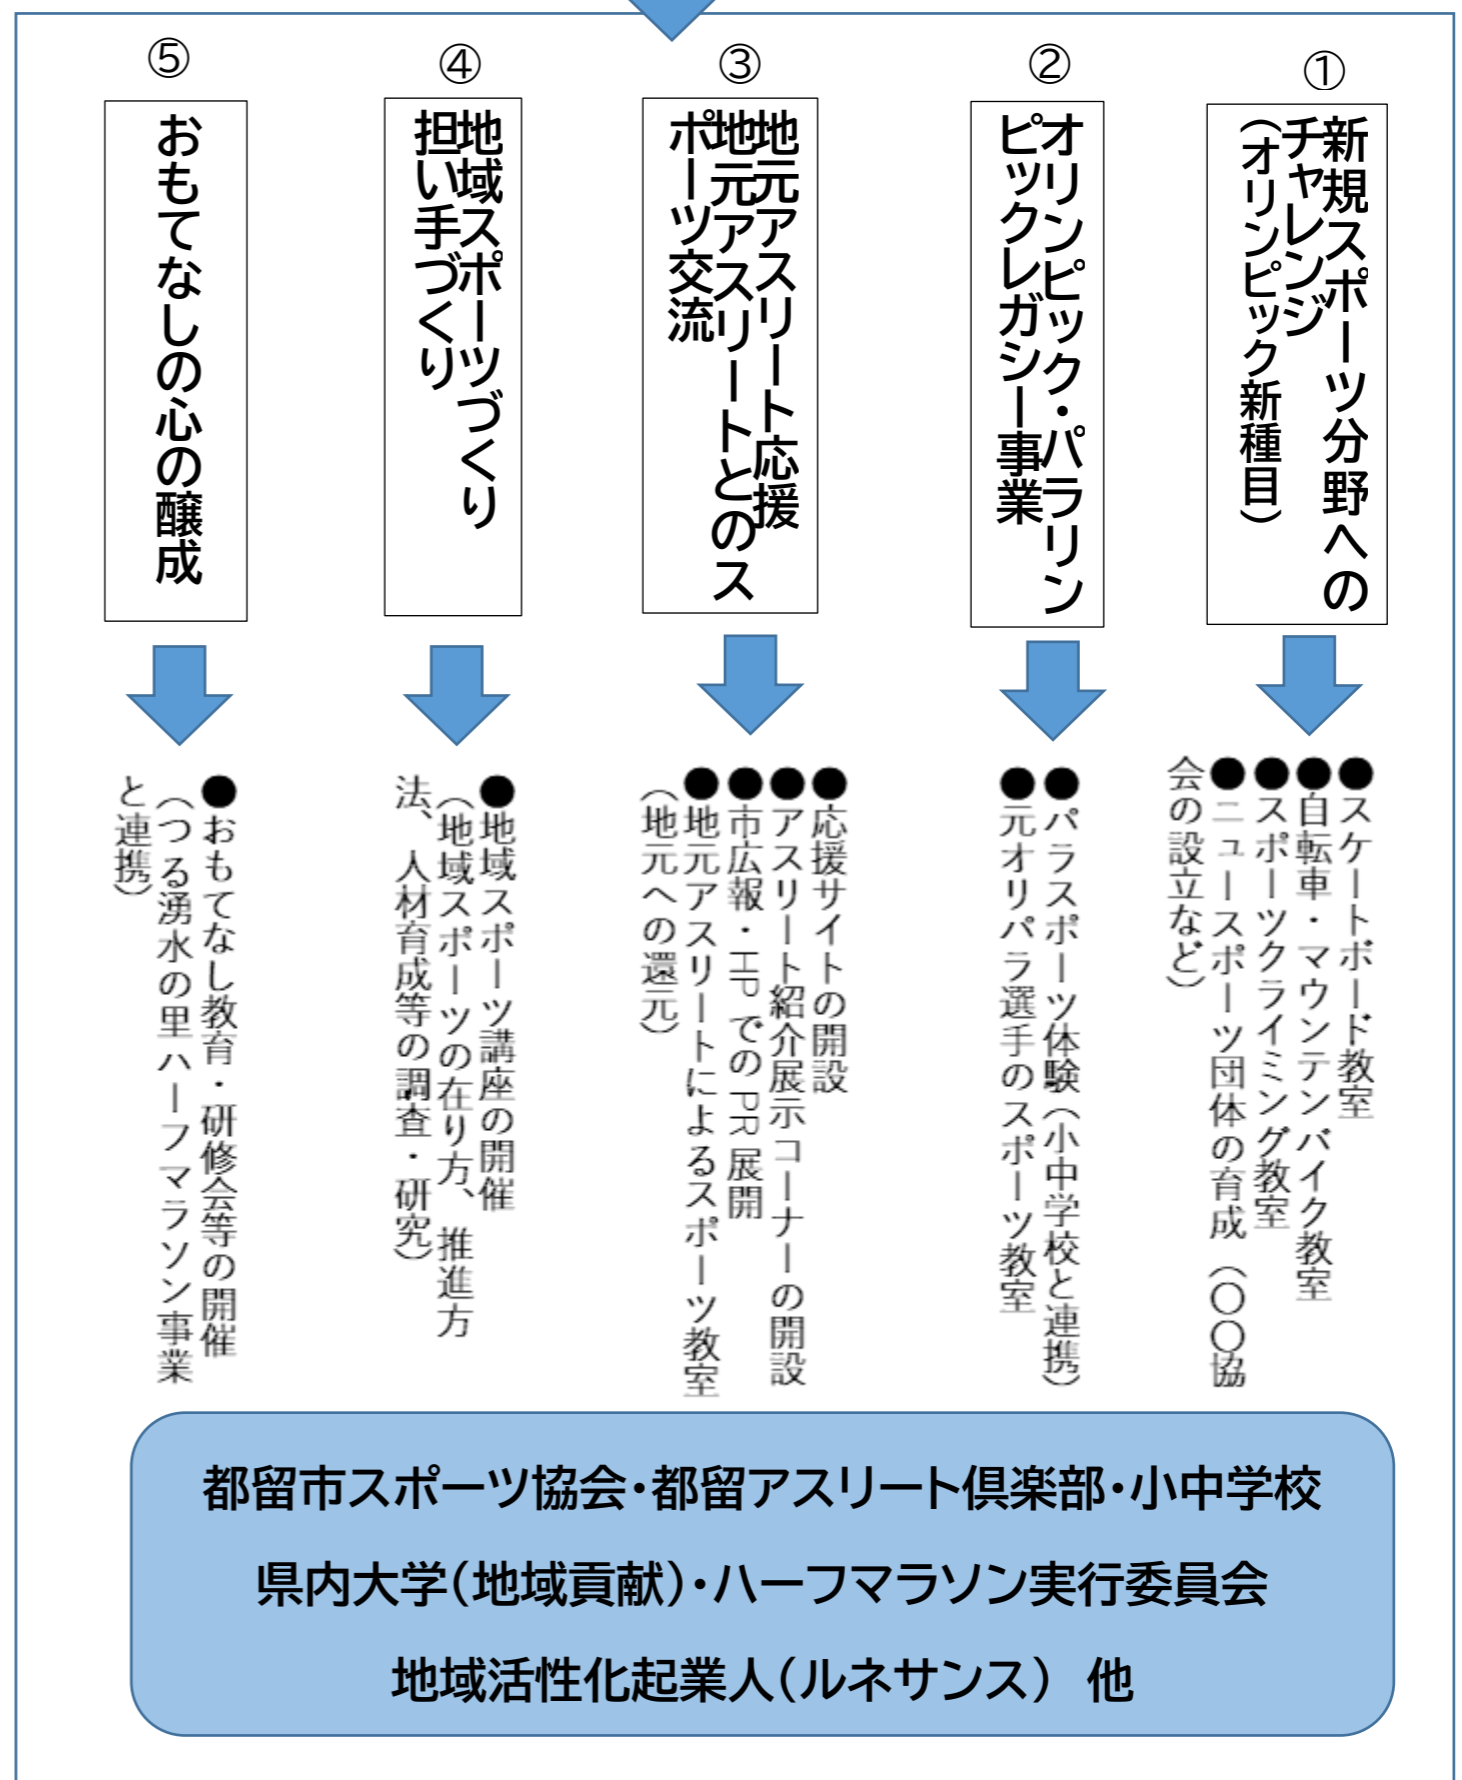 ①
新規スポーツ分野への
チャレンジ
（オリンピック新種目）
②
オリンピック・パラリン
ピックレガシー事業
③
地元アスリート応援
地元アスリートとのス
ポーツ交流
④
地域スポーツづくり
担い手づくり
⑤
おもてなしの心の醸成
●スケートボード教室
●自転車・マウンテンバイク教室
●スポーツクライミング教室
●ニュースポーツ団体の育成（〇〇協
会の設立など）
●パラスポーツ体験（小中学校と連携）
●元オリパラ選手のスポーツ教室
●応援サイトの開設
●アスリート紹介展示コーナーの開設
●市広報・HPでのPR展開
●地元アスリートによるスポーツ教室
（地元への還元）
●地域スポーツ講座の開催
（地域スポーツの在り方、推進方
法、人材育成等の調査・研究）
●おもてなし教育・研修会等の開催
（つる湧水の里ハーフマラソン事業
と連携）
都留市スポーツ協会・都留アスリート倶楽部・小中学校
県内大学（地域貢献）・ハーフマラソン実行委員会
地域活性化起業人（ルネサンス） 他